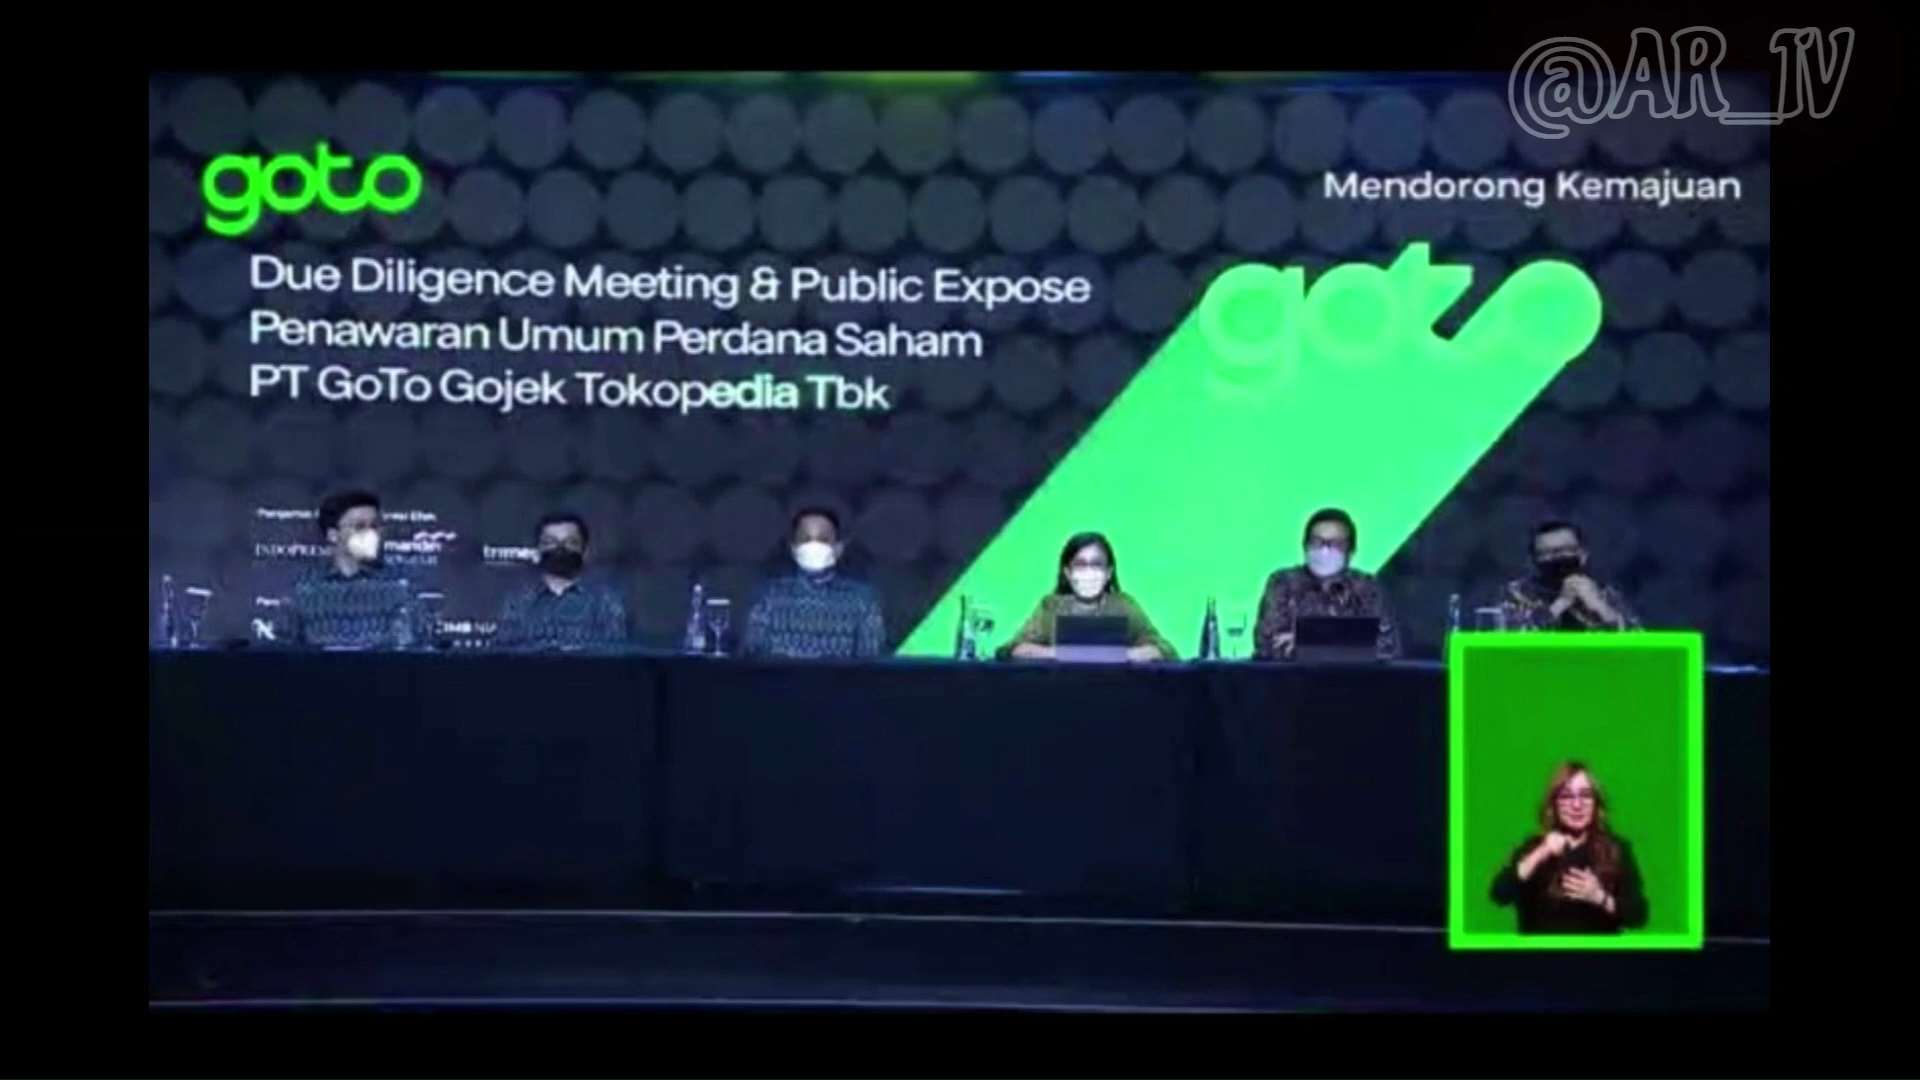 @AR_TV
goto
Mendorong Kemajuan
goto
Due Diligence Meeting & Public Expose
Penawaran Umum Perdana Saham
PT GoTo Gojek Tokopedia Tbk
mandiri